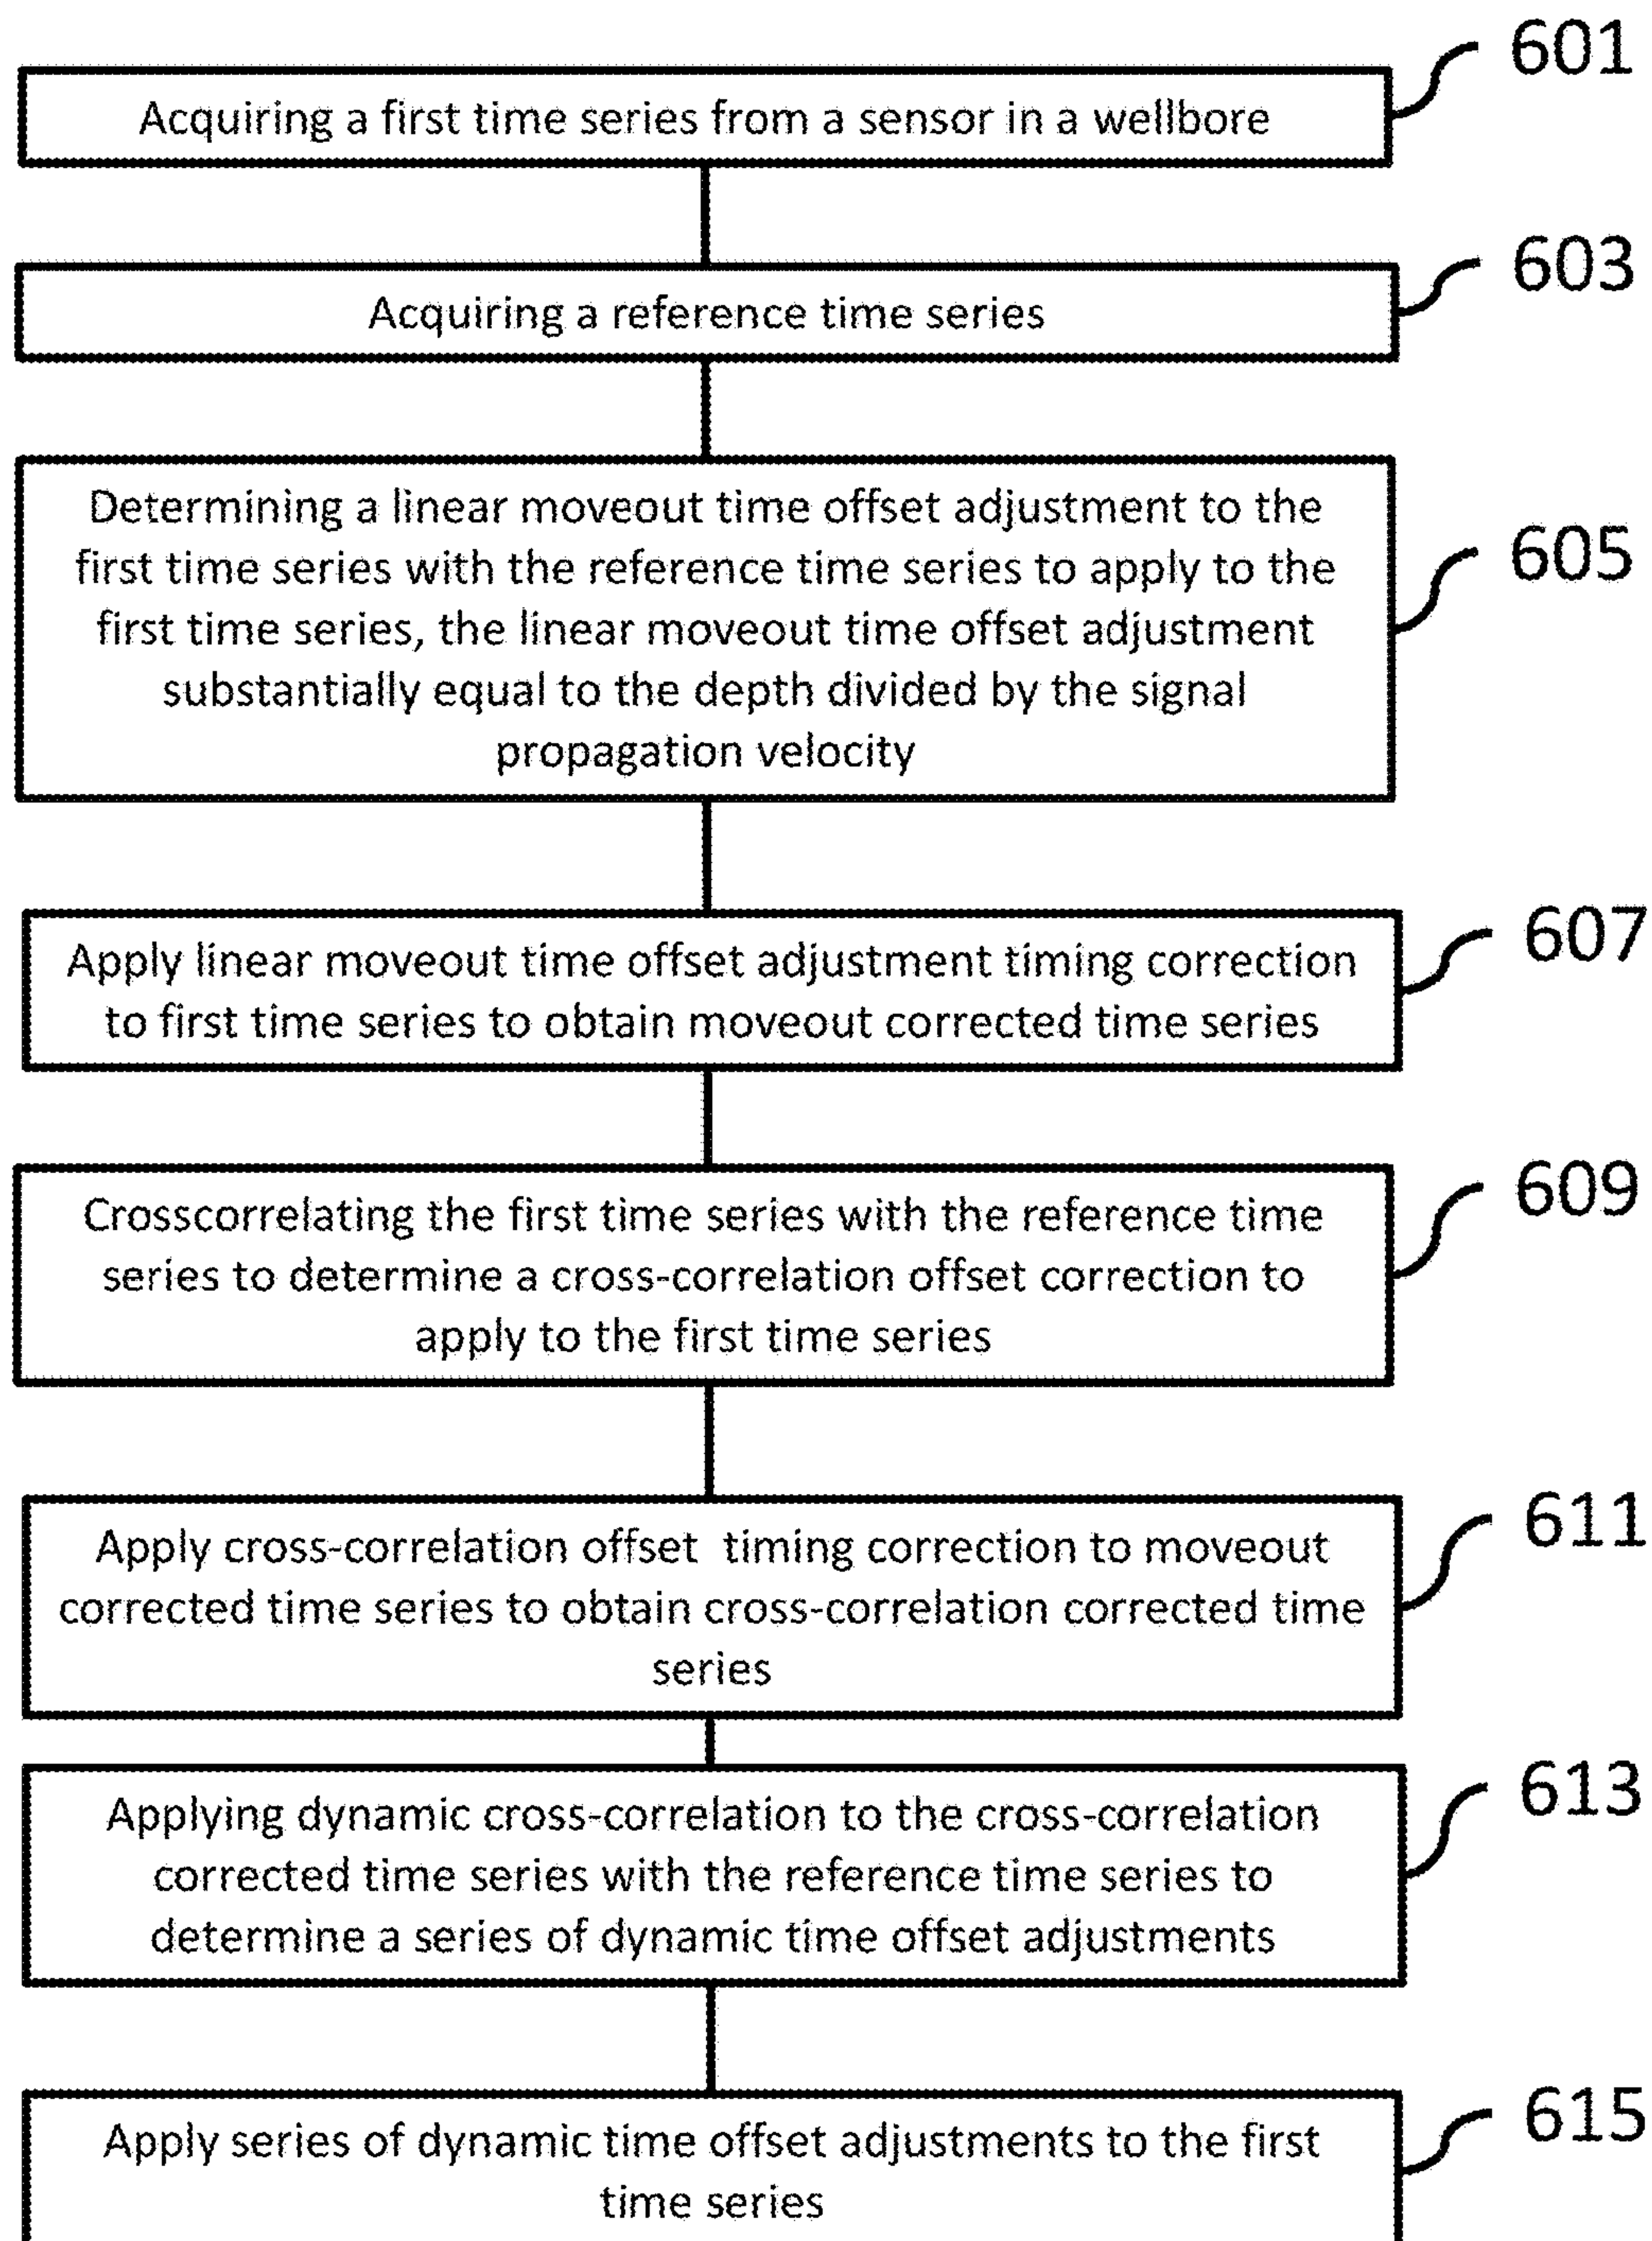 601
Acquiring a first time series from a sensor in a wellbore
603
Acquiring a reference time series
Determining a linear moveout time offset adjustment to the
first time series with the reference time series to apply to the
first time series, the linear moveout time offset adjustment
substantially equal to the depth divided by the signal
propagation velocity
605
607
Apply linear moveout time offset adjustment timing correction
to first time series to obtain moveout corrected time series
609
Crosscorrelating the first time series with the reference time
series to determine a cross-correlation offset correction to
apply to the first time series
611
Apply cross-correlation offset  timing correction to moveout
corrected time series to obtain cross-correlation corrected time
series
613
Applying dynamic cross-correlation to the cross-correlation
corrected time series with the reference time series to
determine a series of dynamic time offset adjustments
615
Apply series of dynamic time offset adjustments to the first
time series